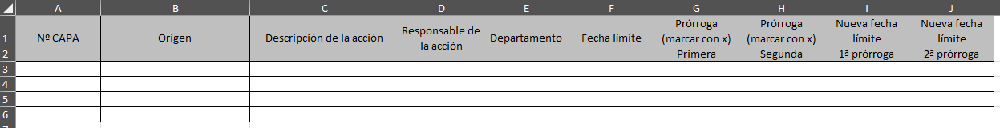 A B C D E F G H I J
1 Nº CAPA Origen Descripción de la acción Responsable de la acción Departamento Fecha límite Prórroga (marcar con x) Prórroga (marcar con x) Nueva fecha límite Nueva fecha límite
2 Primera Segunda 1ª prórroga 2ª prórroga
3
4
5
6